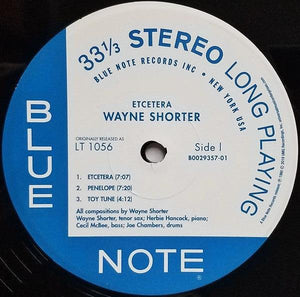 33 1/3 STEREO LONG PLAYING
BLUE NOTE RECORDS INC • NEW YORK USA
ETCETERA
WAYNE SHORTER
ORIGINALLY RELEASED AS
LT 1056
Side 1
B0029357-01
1. ETCETERA (7:07)
2. PENELOPE (7:20)
3. TOY TUNE (4:12)
All compositions by Wayne Shorter
Wayne Shorter, tenor sax; Herbie Hancock, piano;
Cecil McBee, bass; Joe Chambers, drums
BLUE
NOTE